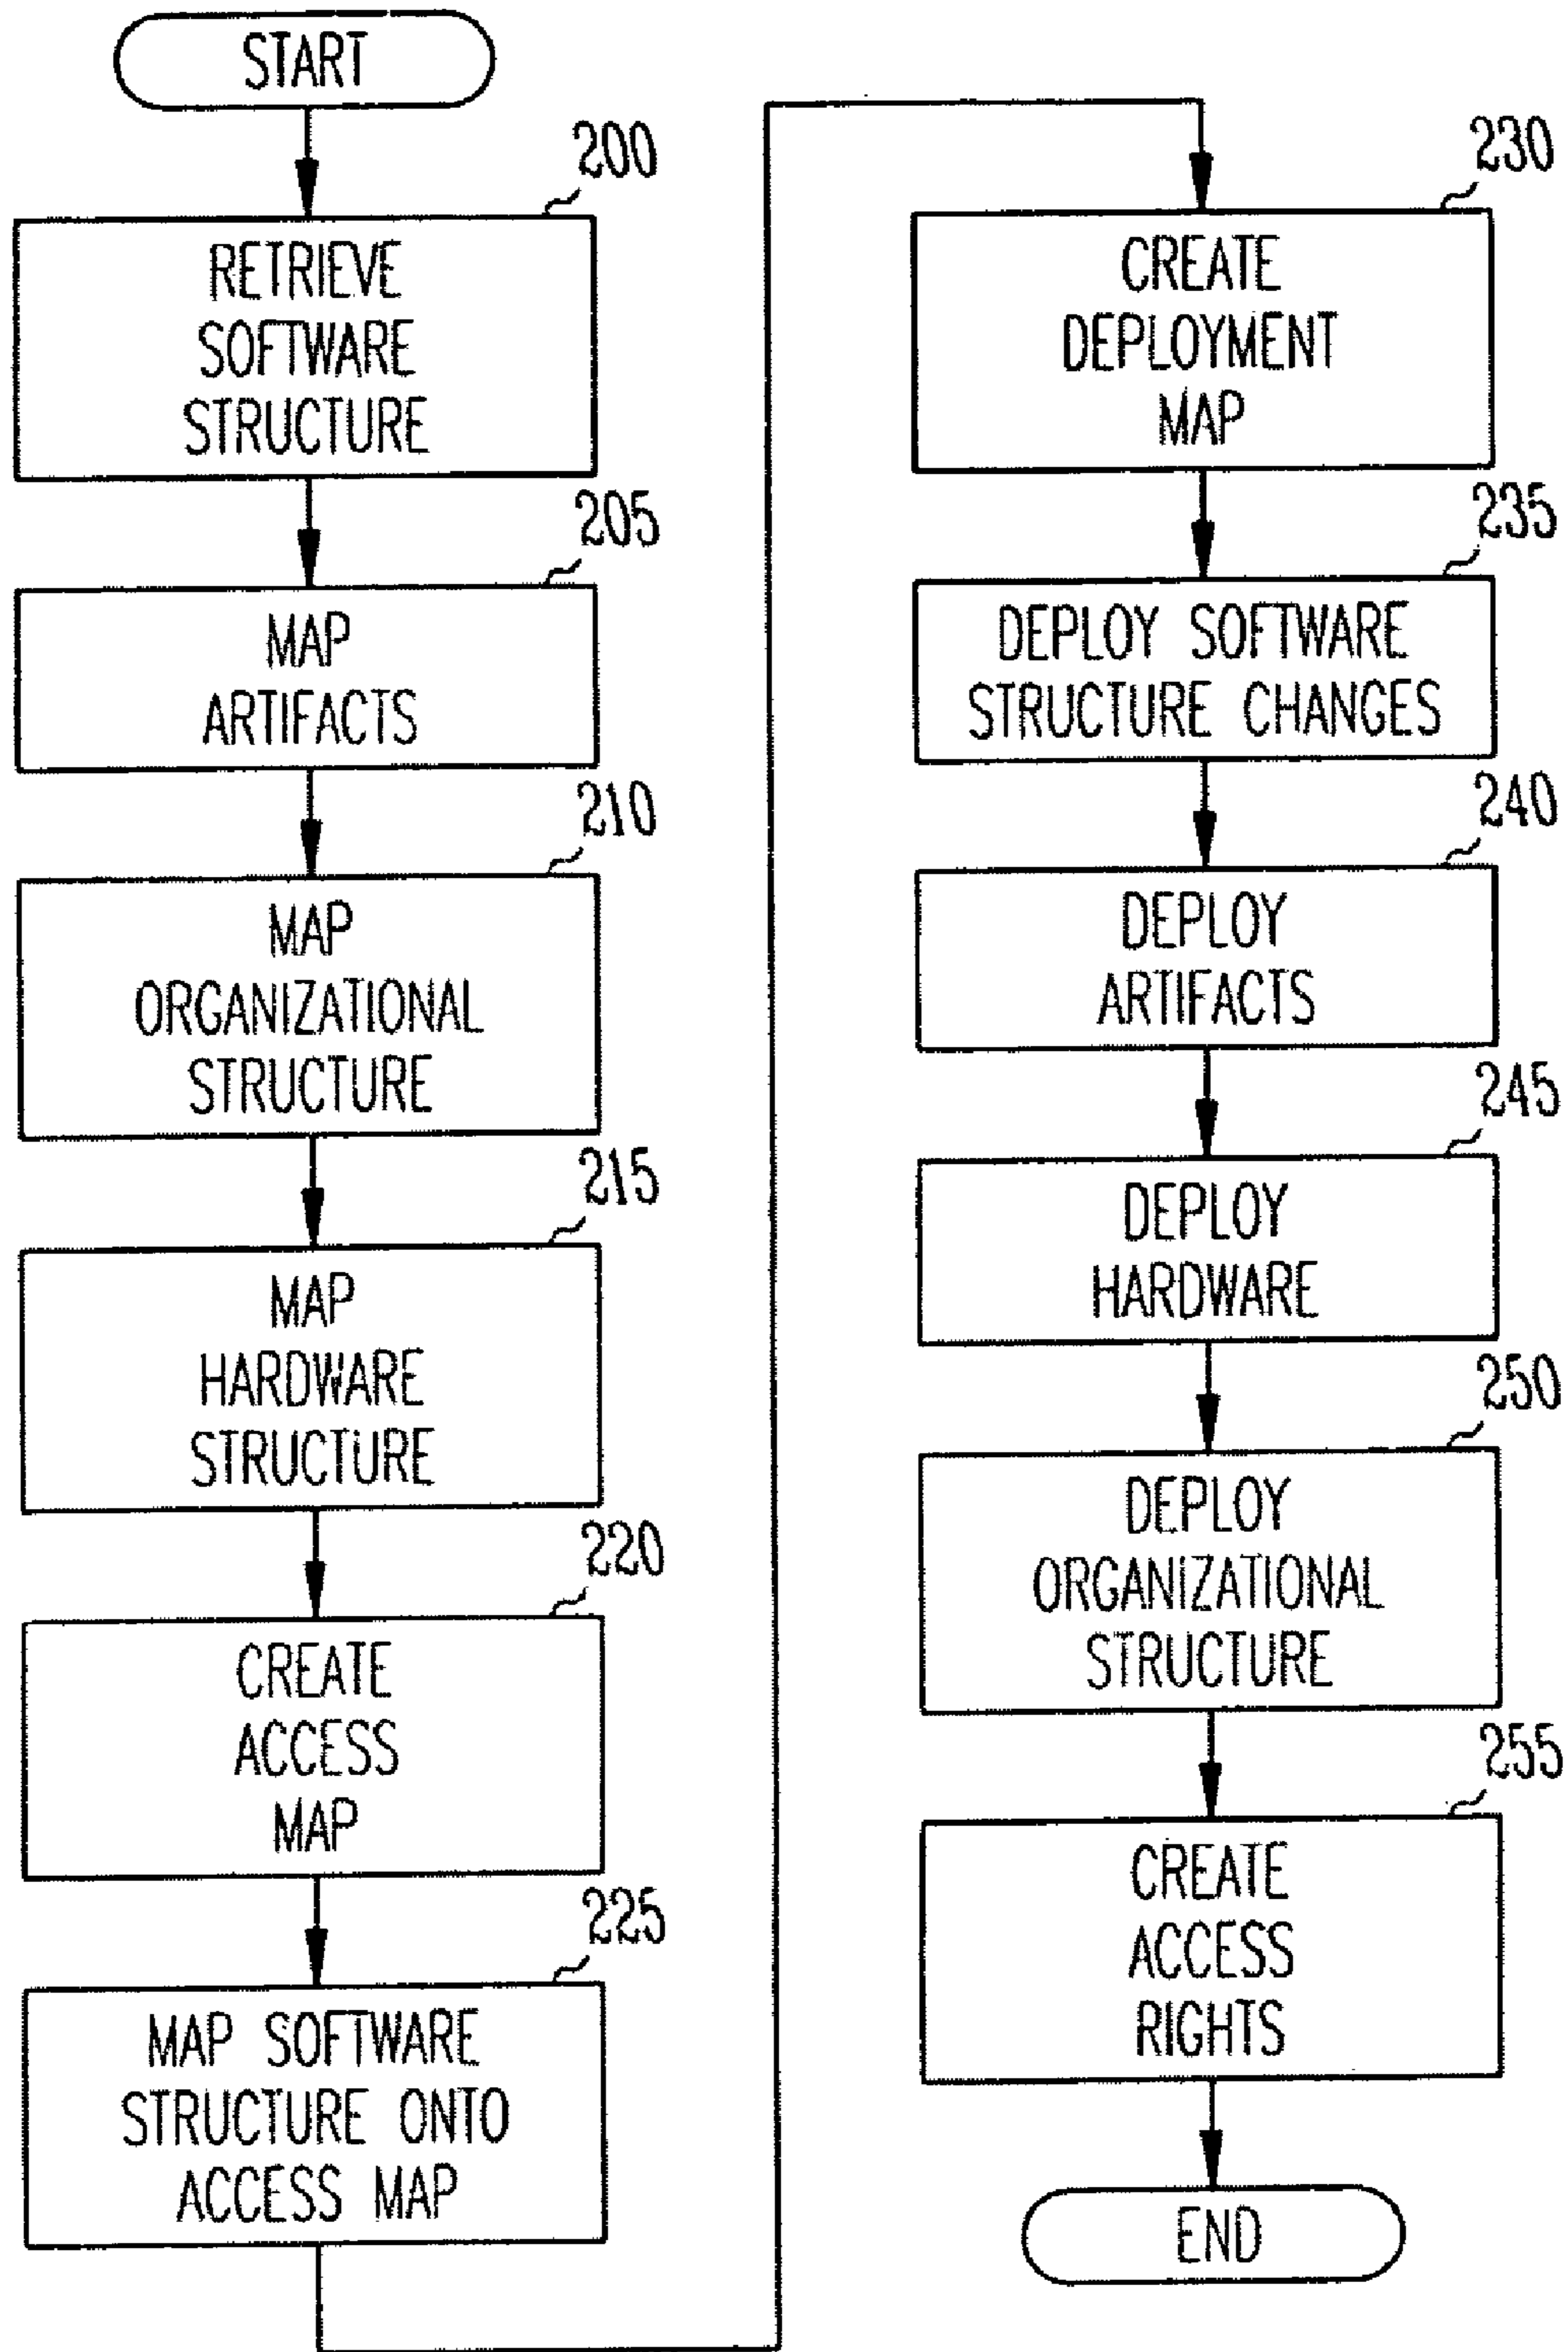 START
200
RETRIEVE
SOFTWARE
STRUCTURE
205
MAP
ARTIFACTS
210
MAP
ORGANIZATIONAL
STRUCTURE
215
MAP
HARDWARE
STRUCTURE
220
CREATE
ACCESS
MAP
225
MAP SOFTWARE
STRUCTURE ONTO
ACCESS MAP
230
CREATE
DEPLOYMENT
MAP
235
DEPLOY SOFTWARE
STRUCTURE CHANGES
240
DEPLOY
ARTIFACTS
245
DEPLOY
HARDWARE
250
DEPLOY
ORGANIZATIONAL
STRUCTURE
255
CREATE
ACCESS
RIGHTS
END